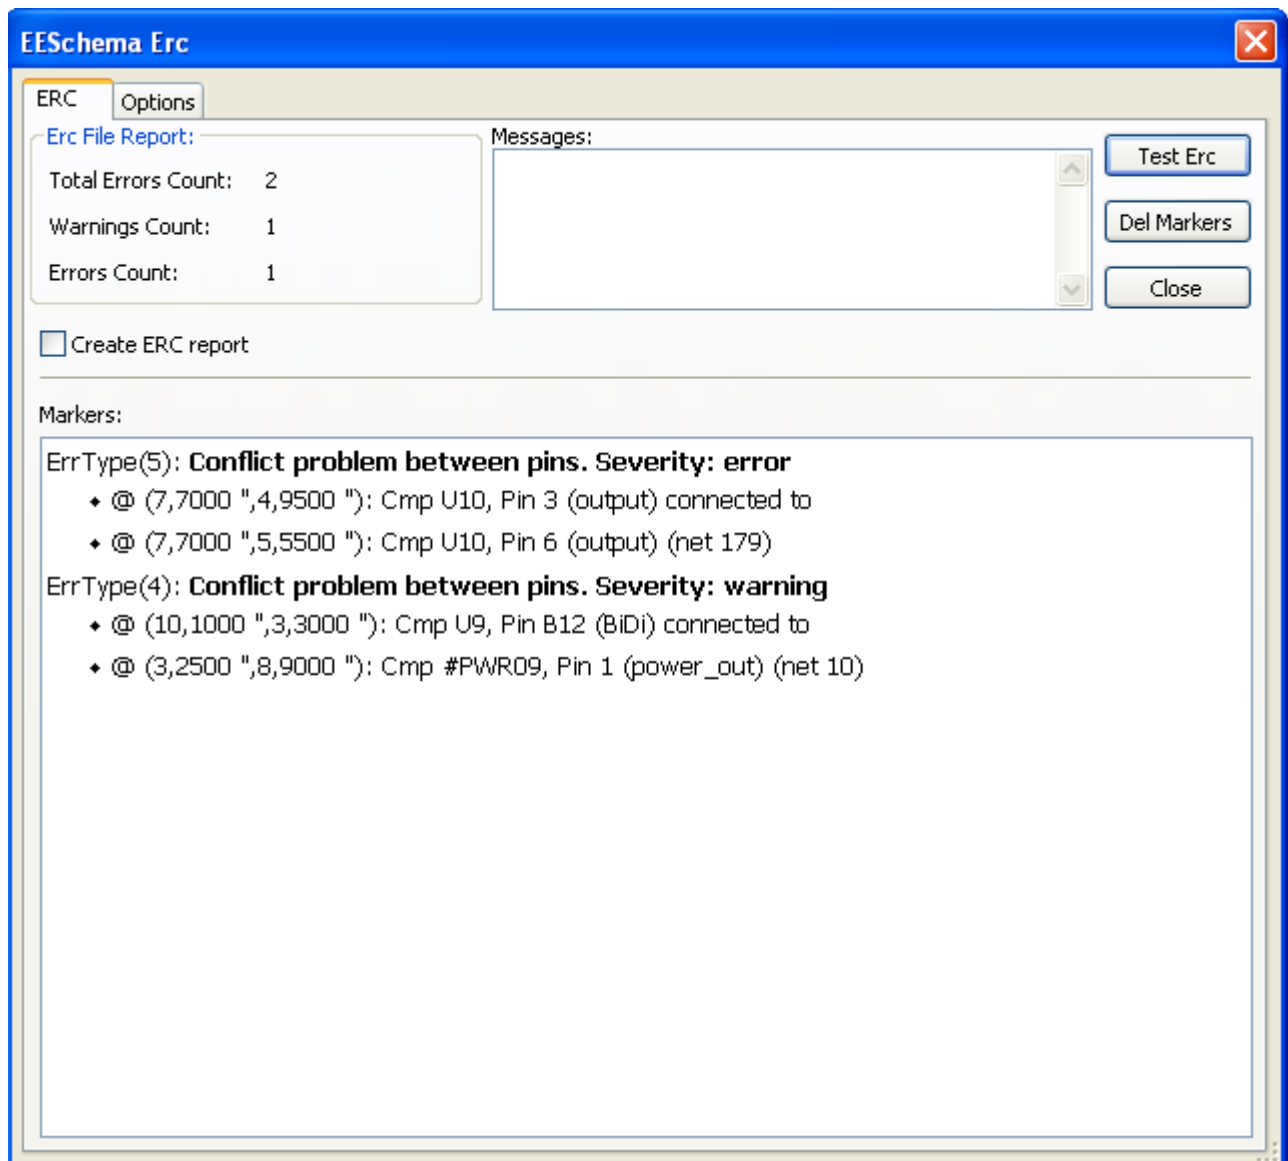 EESchema Erc
ERC
Options
Erc File Report:
Total Errors Count: 2
Warnings Count: 1
Errors Count: 1
Messages:
Test Erc
Del Markers
Close
Create ERC report
Markers:
ErrType(5): Conflict problem between pins. Severity: error
@ (7,7000 ",4,9500 "): Cmp U10, Pin 3 (output) connected to
@ (7,7000 ",5,5500 "): Cmp U10, Pin 6 (output) (net 179)
ErrType(4): Conflict problem between pins. Severity: warning
@ (10,1000 ",3,3000 "): Cmp U9, Pin B12 (BiDi) connected to
@ (3,2500 ",8,9000 "): Cmp #PWR09, Pin 1 (power_out) (net 10)